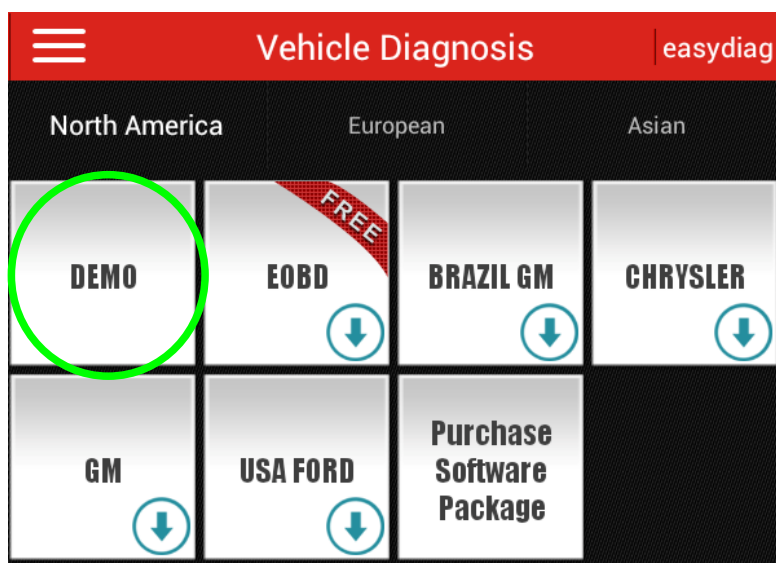 Vehicle Diagnosis
easydiag
North America
European
Asian
DEMO
FREE
EOBD
BRAZIL GM
CHRYSLER
GM
USA FORD
Purchase
Software
Package